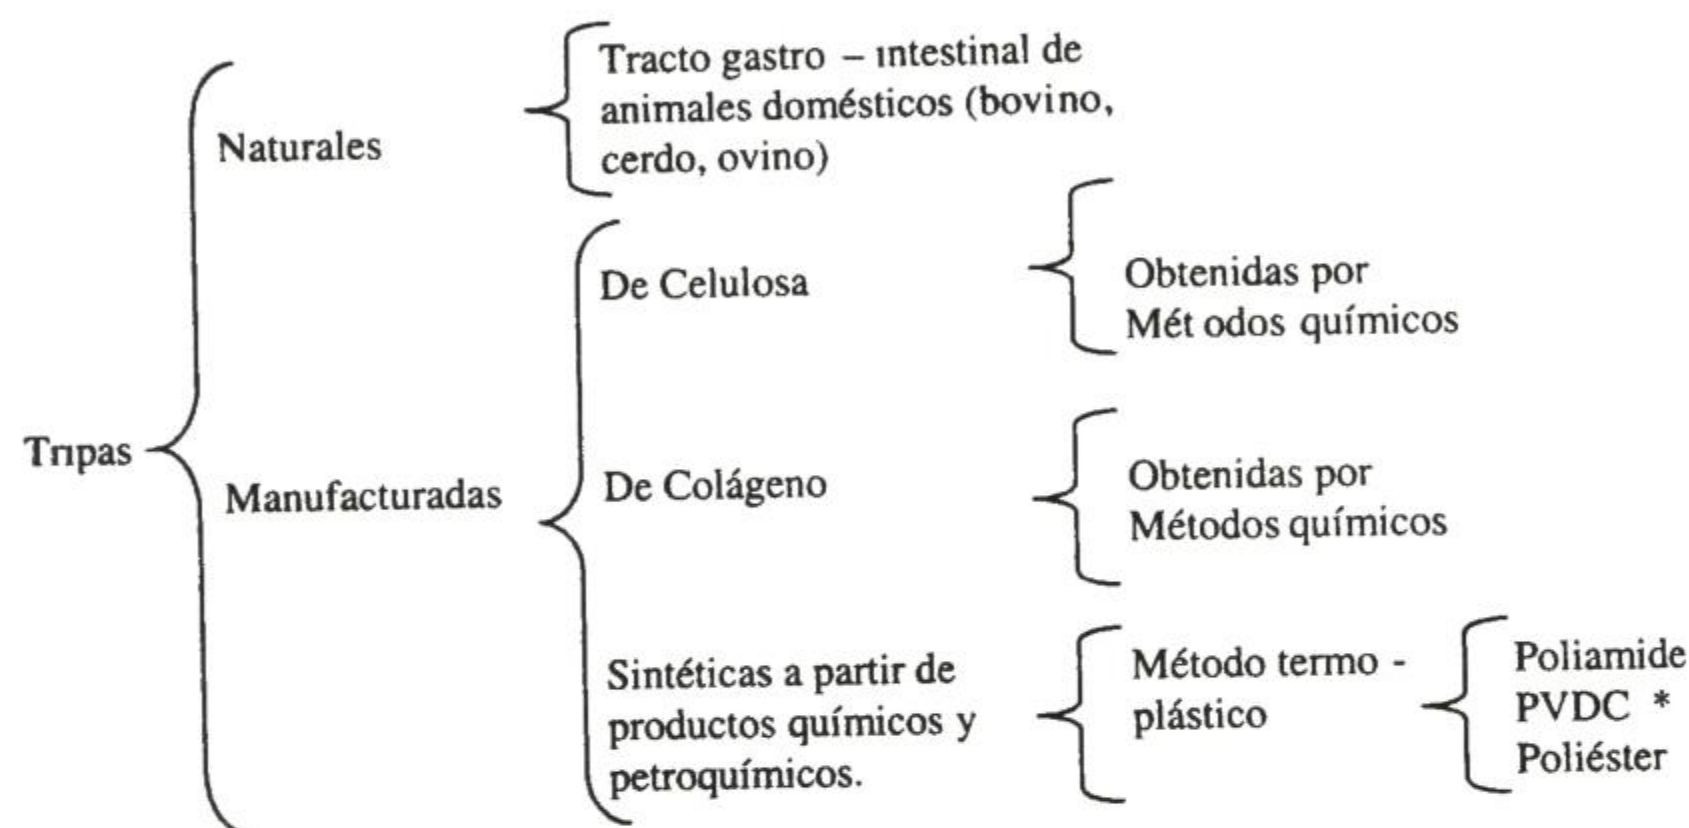 Tracto gastro – intestinal de
animales domésticos (bovino,
cerdo, ovino)
Naturales
De Celulosa
Obtenidas por
Mét odos químicos
Tripas
Manufacturadas
De Colágeno
Obtenidas por
Métodos químicos
Sintéticas a partir de
productos químicos y
petroquímicos.
Método termo -
plástico
Poliamide
PVDC *
Poliéster